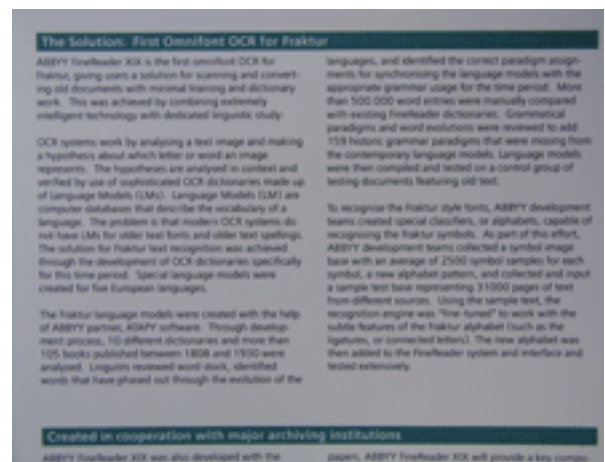 The Solution: First Omnifont OCR for Fraktur
ABBYY FineReader XIX is the first omnifont OCR for
Fraktur, giving users a solution for scanning and convert-
ing old documents with minimal training and dictionary
work. This was achieved by combining extremely
intelligent technology with dedicated linguistic study.
OCR systems work by analysing a text image and making
a hypothesis about which letter or word an image
represents. The hypotheses are analysed in context and
verified by use of sophisticated OCR dictionaries made up
of Language Models (LMs). Language Models (LM) are
computer databases that describe the vocabulary of a
language. The problem is that modern OCR systems do
not have LMs for older text fonts and older text spellings.
The solution for Fraktur text recognition was achieved
through the development of OCR dictionaries specifically
for this time period. Special language models were
created for five European languages.
The Fraktur language models were created with the help
of ABBYY partner, ATAPY software. Through develop-
ment process, 10 different dictionaries and more than
105 books published between 1808 and 1930 were
analysed. Linguists reviewed word stock, identified
words that have phased out through the evolution of the
languages, and identified the correct paradigm assign-
ments for synchronising the language models with the
appropriate grammar usage for the time period. More
than 500.000 word entries were manually compared
with existing FineReader dictionaries. Grammatical
paradigms and word evolutions were reviewed to add
159 historic grammar paradigms that were missing from
the contemporary language models. Language models
were then compiled and tested on a control group of
testing documents featuring old text.
To recognise the Fraktur style fonts, ABBYY development
teams created special classifiers, or alphabets, capable of
recognising the Fraktur symbols. As part of this effort,
ABBYY development teams collected a symbol image
base with an average of 2500 symbol samples for each
symbol, a new alphabet pattern, and collected and input
a sample test base representing 31000 pages of text
from different sources. Using the sample text, the
recognition engine was "fine tuned" to work with the
subtle features of the Fraktur alphabet (such as the
ligatures, or connected letters). The new alphabet was
then added to the FineReader system and interface and
tested extensively.
Created in cooperation with major archiving institutions
ABBYY FineReader XIX was also developed with the
papers. ABBYY FineReader XIX will provide a key compo-